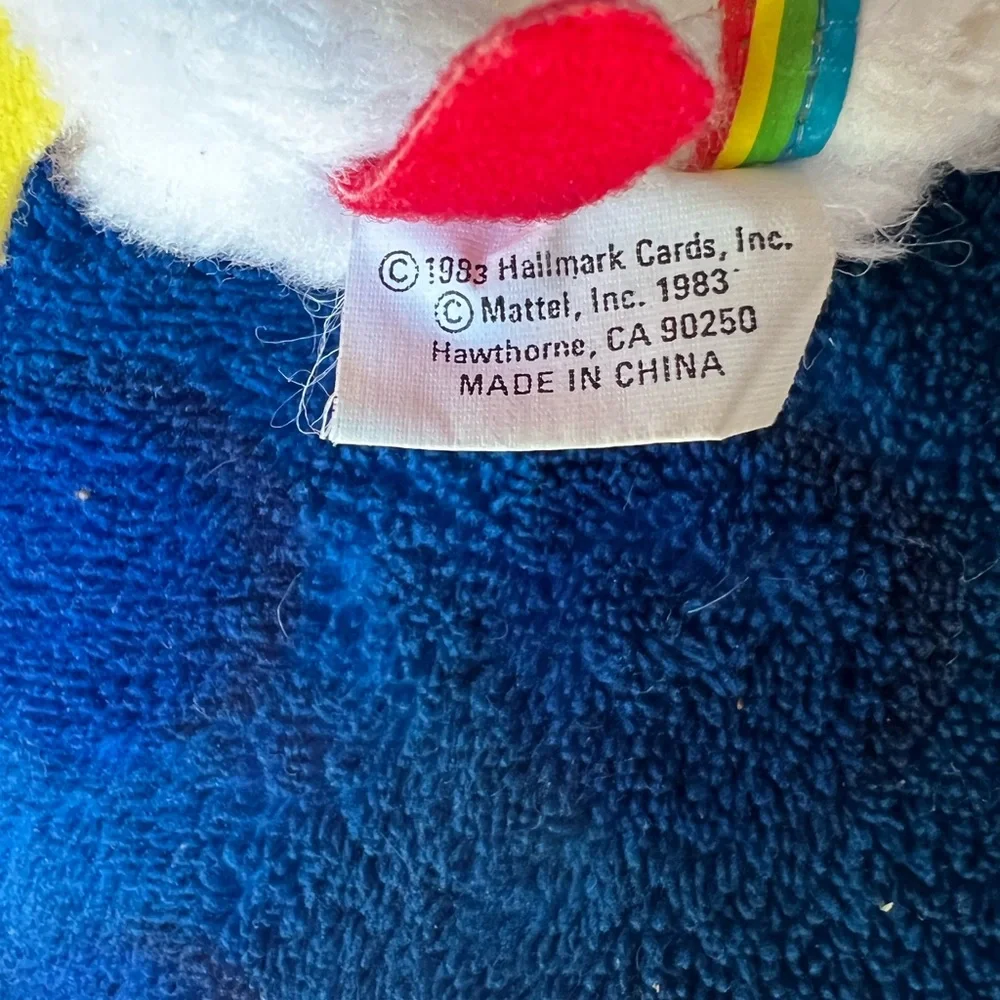 ©1983 Hallmark Cards, Inc.
© Mattel, Inc. 1983
Hawthorne, CA 90250
MADE IN CHINA